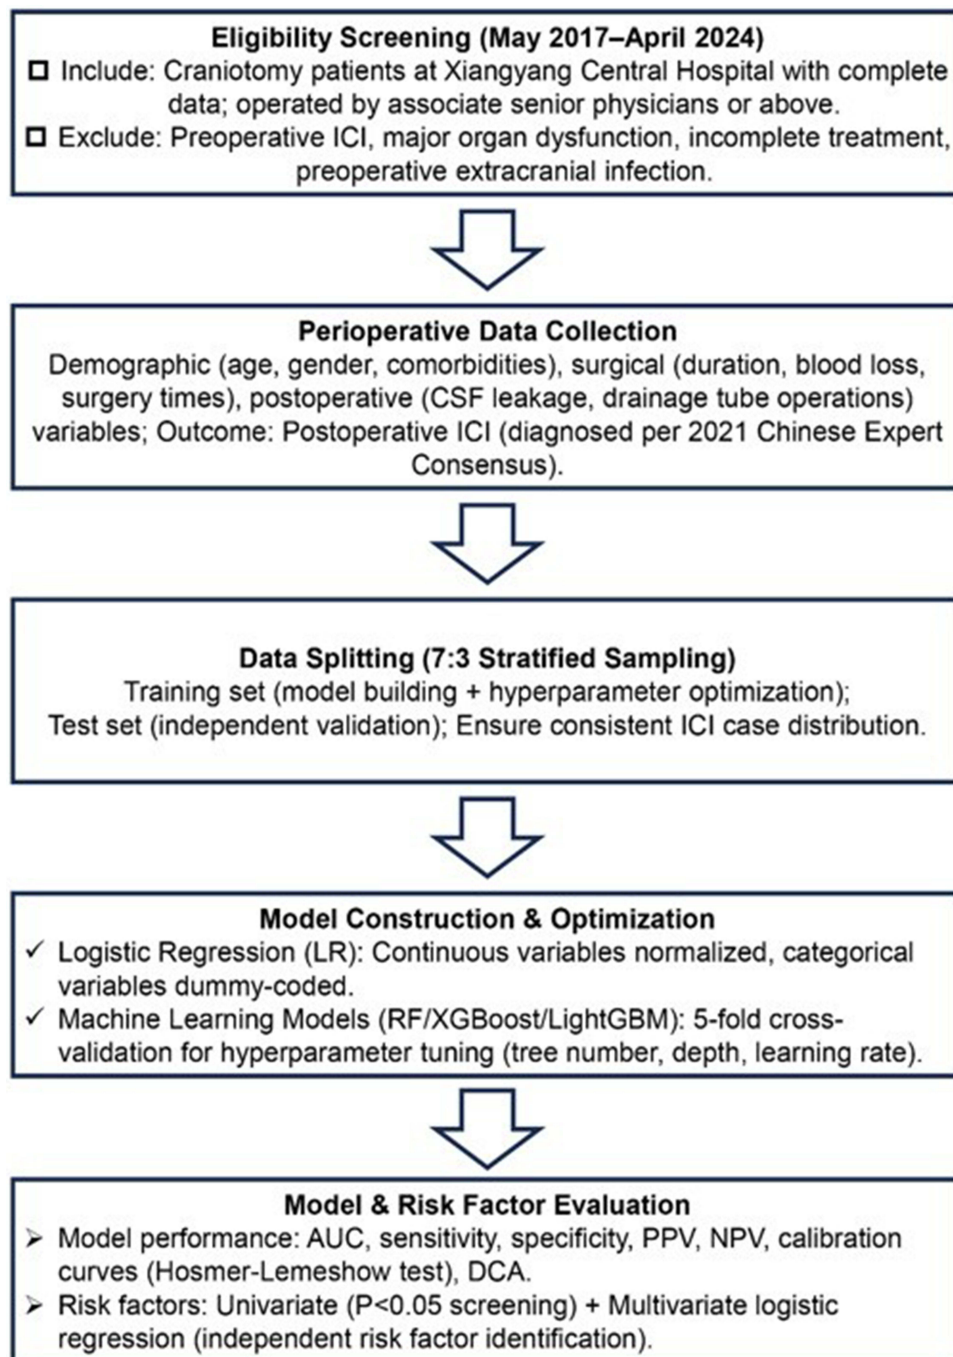 Eligibility Screening (May 2017–April 2024)
Include: Craniotomy patients at Xiangyang Central Hospital with complete
data; operated by associate senior physicians or above.
Exclude: Preoperative ICI, major organ dysfunction, incomplete treatment,
preoperative extracranial infection.
Perioperative Data Collection
Demographic (age, gender, comorbidities), surgical (duration, blood loss,
surgery times), postoperative (CSF leakage, drainage tube operations)
variables; Outcome: Postoperative ICI (diagnosed per 2021 Chinese Expert
Consensus).
Data Splitting (7:3 Stratified Sampling)
Training set (model building + hyperparameter optimization);
Test set (independent validation); Ensure consistent ICI case distribution.
Model Construction & Optimization
✓ Logistic Regression (LR): Continuous variables normalized, categorical
variables dummy-coded.
✓ Machine Learning Models (RF/XGBoost/LightGBM): 5-fold cross-
validation for hyperparameter tuning (tree number, depth, learning rate).
Model & Risk Factor Evaluation
➢ Model performance: AUC, sensitivity, specificity, PPV, NPV, calibration
curves (Hosmer-Lemeshow test), DCA.
➢ Risk factors: Univariate (P<0.05 screening) + Multivariate logistic
regression (independent risk factor identification).